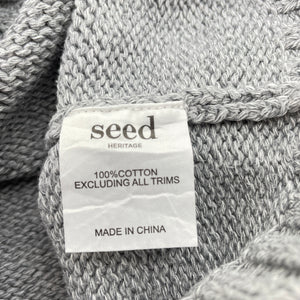 seed
HERITAGE
100%COTTON
EXCLUDING ALL TRIMS
MADE IN CHINA